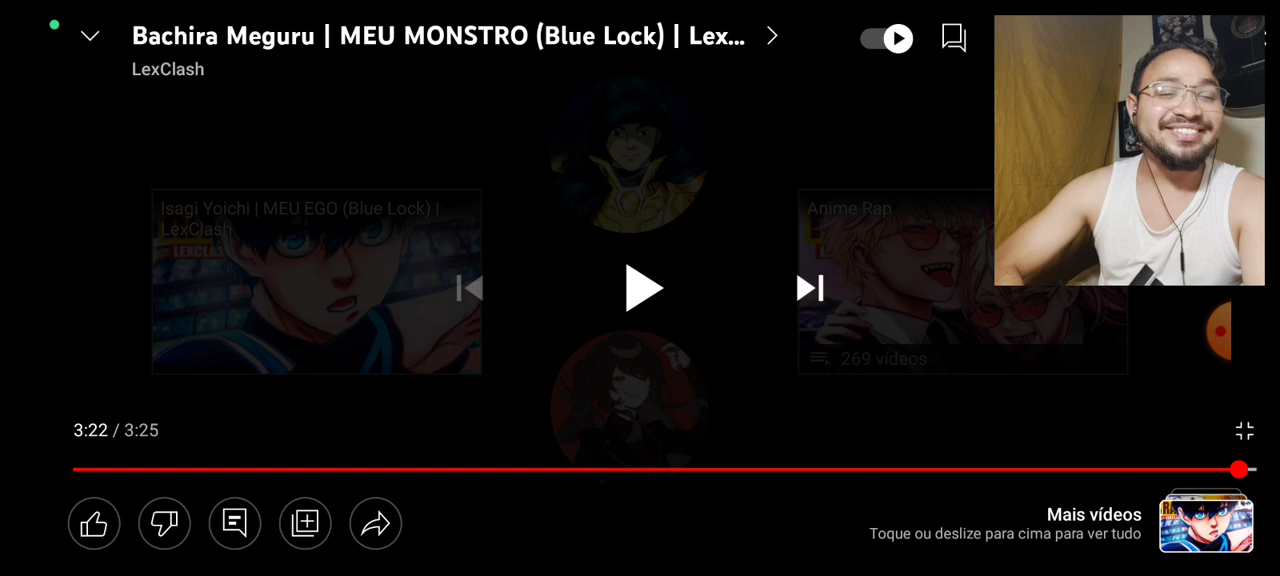 Bachira Meguru | MEU MONSTRO (Blue Lock) | Lex...
LexClash
Isagi Yoichi | MEU EGO (Blue Lock) |
LexClash
LEXCLAS
Anime Rap
269 vídeos
3:22 / 3:25
Mais vídeos
Toque ou deslize para cima para ver tudo